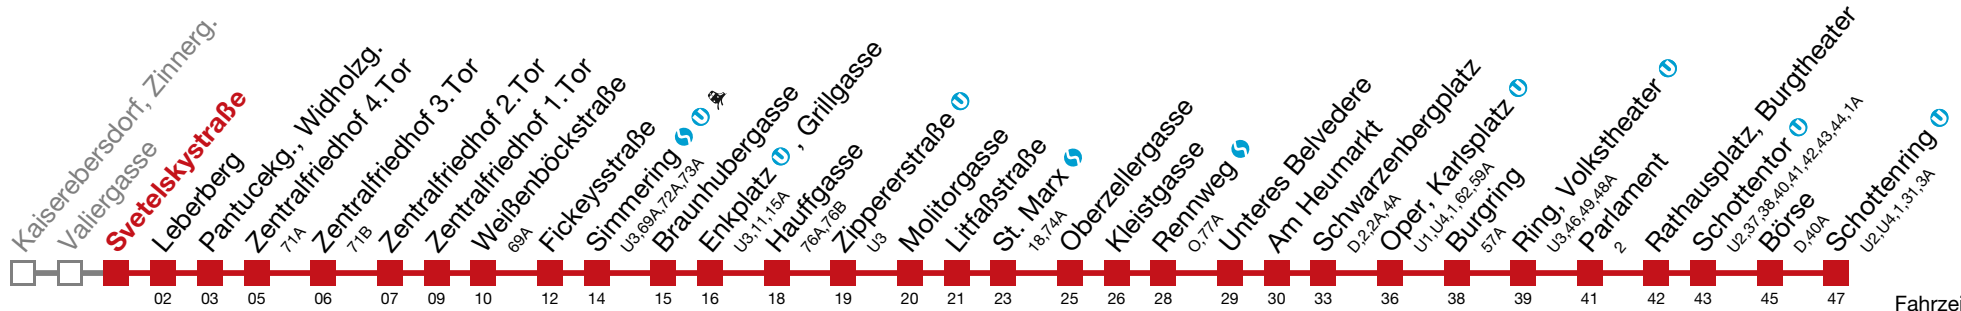 Kaiserebersdorf, Zinnerg.
Valiergasse
Svetelskystraße
Leberberg
Pantucekg., Widholzg.
Zentralfriedhof 4.Tor
71A
Zentralfriedhof 3.Tor
71B
Zentralfriedhof 2.Tor
Zentralfriedhof 1.Tor
Weißenböckstraße
69A
Fickeysstraße
Simmering S U
U3,69A,72A,73A
Braunhubergasse
Enkplatz U , Grillgasse
U3,11,15A
Hauffgasse
76A,76B
Zippererstraße U
U3
Molitorgasse
Litfaßstraße
St. Marx S
18,74A
Oberzellergasse
Kleistgasse
Rennweg S
O,77A
Unteres Belvedere
Am Heumarkt
Schwarzenbergplatz
D,2,2A,4A
Oper, Karlsplatz U
U1,U4,1,62,59A
Burgring
57A
Ring, Volkstheater U
U3,46,49,48A
Parlament
2
Rathausplatz, Burgtheater
Schottentor U
U2,37,38,40,41,42,43,44,1A
Börse
D,40A
Schottenring U
U2,U4,1,31,3A
02 03 05 06 07 09 10 12 14 15 16 18 19 20 21 23 25 26 28 29 30 33 36 38 39 41 42 43 45 47
Fahrzei